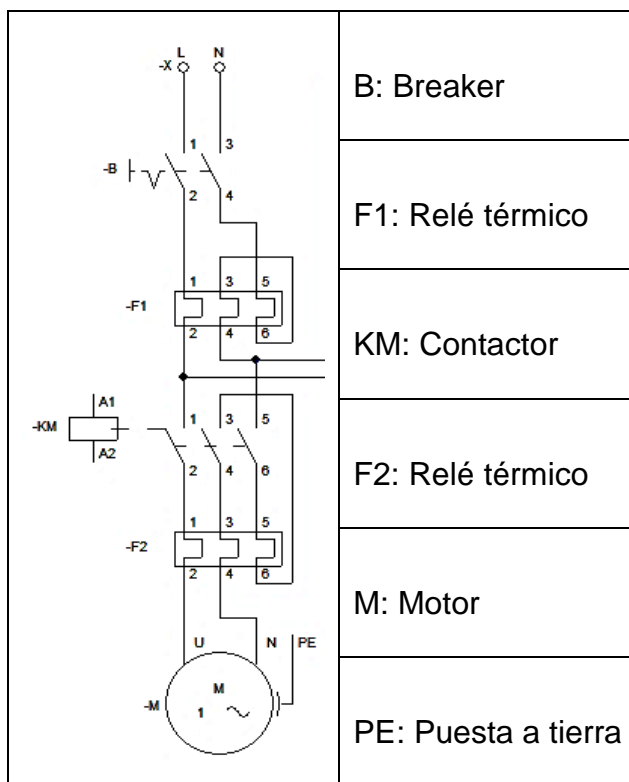 L N
-X
1 3
-B
2 4
1 3 5
-F1
2 4 6
A1
1 3 5
-KM
A2
2 4 6
1 3 5
-F2
2 4 6
U N PE
M
-M
1
B: Breaker
F1: Relé térmico
KM: Contactor
F2: Relé térmico
M: Motor
PE: Puesta a tierra